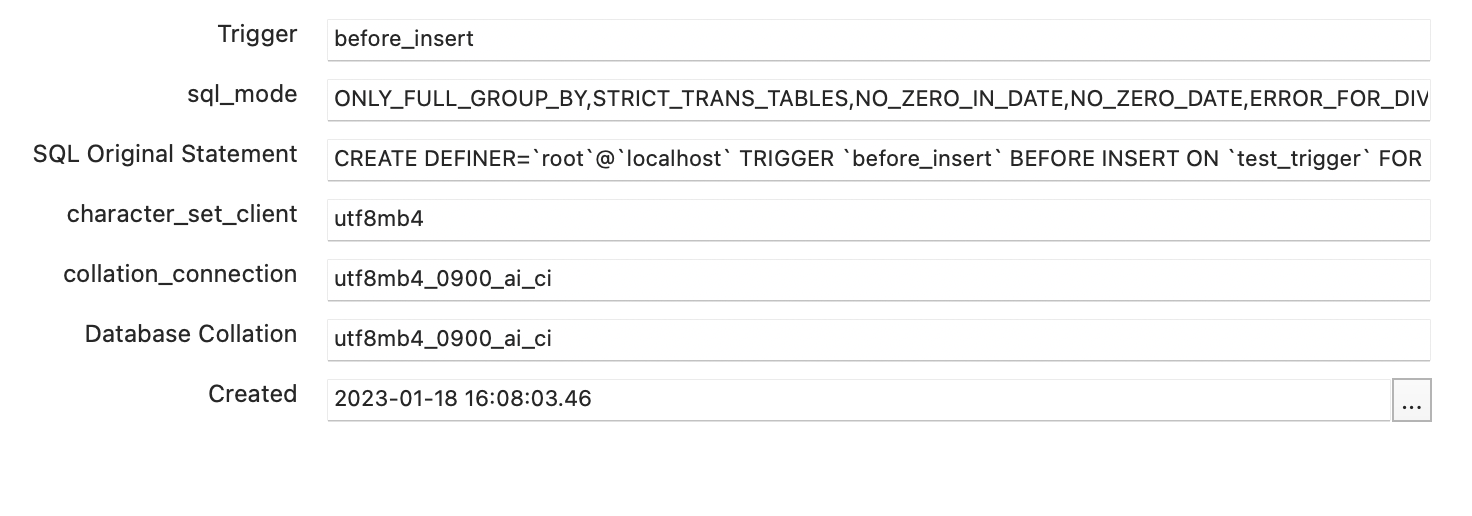 Trigger before_insert
sql_mode ONLY_FULL_GROUP_BY,STRICT_TRANS_TABLES,NO_ZERO_IN_DATE,NO_ZERO_DATE,ERROR_FOR_DIV
SQL Original Statement CREATE DEFINER=`root`@`localhost` TRIGGER `before_insert` BEFORE INSERT ON `test_trigger` FOR
character_set_client utf8mb4
collation_connection utf8mb4_0900_ai_ci
Database Collation utf8mb4_0900_ai_ci
Created 2023-01-18 16:08:03.46 ...